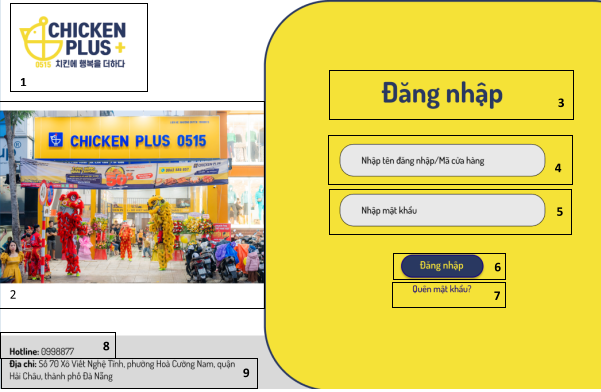 CHICKEN
PLUS +
0515 치킨에 행복을 더하다
1
CHICKEN PLUS 0515
2
Đăng nhập
3
Nhập tên đăng nhập/Mã cửa hàng
4
Nhập mật khẩu
5
Đăng nhập
6
Quên mật khẩu?
7
Hotline: 0998877
8
Địa chỉ: Số 70 Xô Viết Nghệ Tĩnh, phường Hoà Cường Nam, quận
Hải Châu, thành phố Đà Nẵng
9